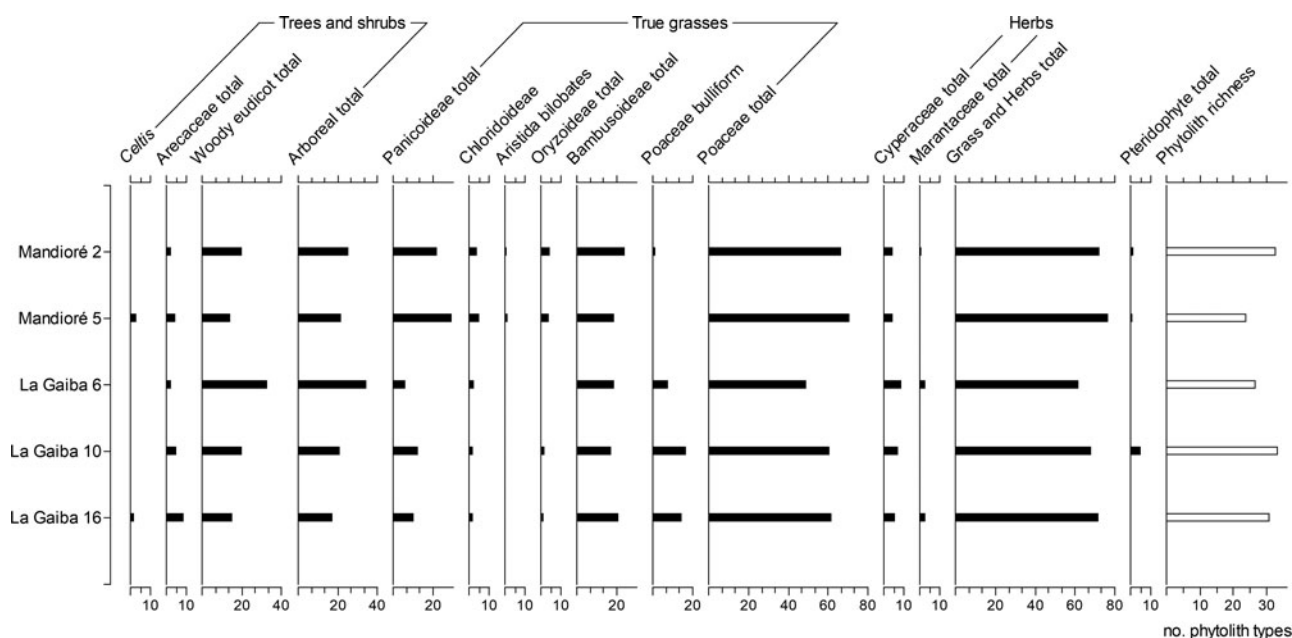 Trees and shrubs
True grasses
Herbs
Celtis
Arecaceae total
Woody eudicot total
Arboreal total
Panicoideae total
Chloridoideae
Aristida bilobates
Oryzoideae total
Bambusoideae total
Poaceae bulliform
Poaceae total
Cyperaceae total
Marantaceae total
Grass and Herbs total
Pteridophyte total
Phytolith richness
Mandioré 2
Mandioré 5
La Gaiba 6
La Gaiba 10
La Gaiba 16
10 10 20 40 20 40 20 10 10 10 20 20 20 40 60 80 10 10 20 40 60 80 10 10 20 30
no. phytolith types